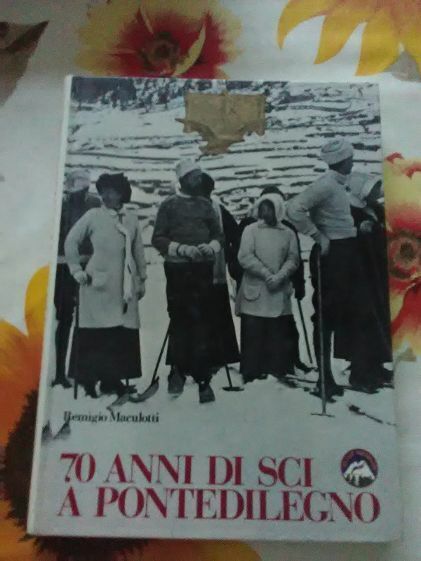 Remigio Maculotti
70 ANNI DI SCI
A PONTEDILEGNO